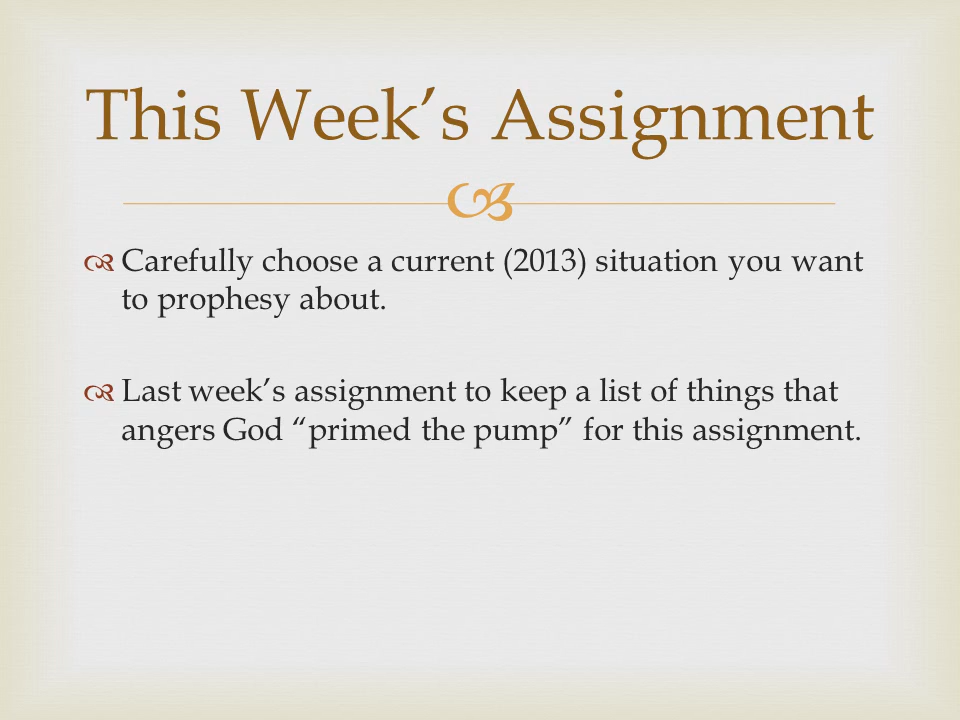 This Week’s Assignment
Carefully choose a current (2013) situation you want
to prophesy about.
Last week’s assignment to keep a list of things that
angers God “primed the pump” for this assignment.